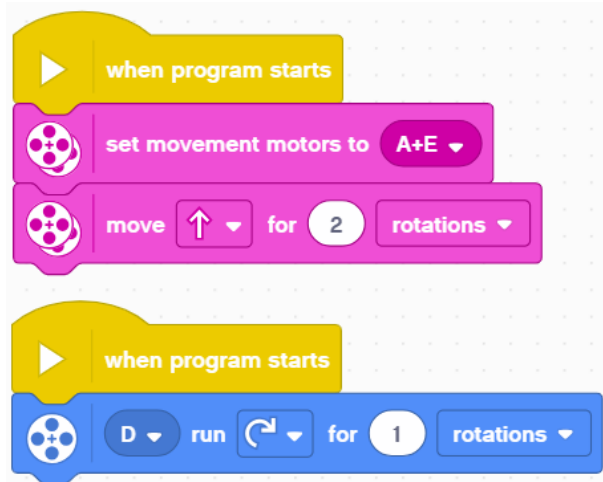 when program starts
set movement motors to A+E
move for 2 rotations
when program starts
D run for 1 rotations